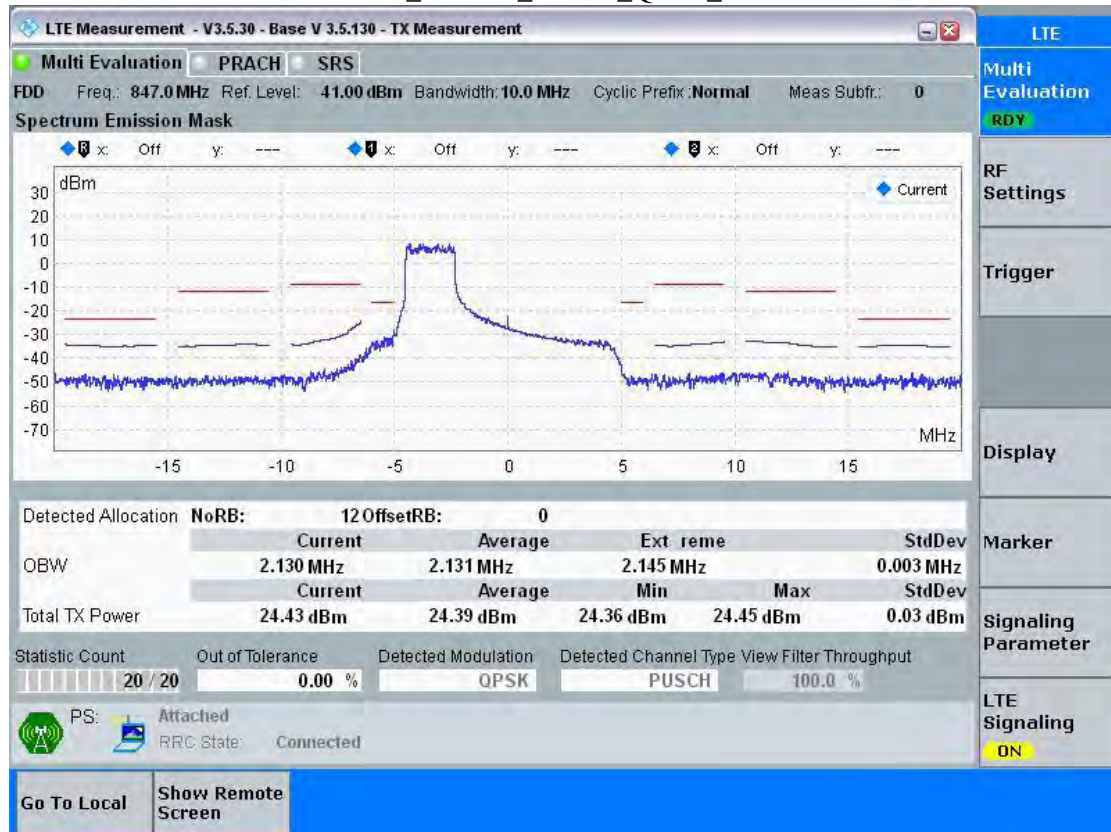 LTE Measurement - V3.5.30 - Base V 3.5.130 - TX Measurement
Multi Evaluation PRACH SRS
FDD Freq.: 847.0 MHz Ref. Level: 41.00 dBm Bandwidth: 10.0 MHz Cyclic Prefix : Normal Meas Subfr.: 0
Spectrum Emission Mask
R x: Off y: --- 1 x: Off y: --- 2 x: Off y: ---
dBm
Current
30
20
10
0
-10
-20
-30
-40
-50
-60
-70
MHz
-15 -10 -5 0 5 10 15
Detected Allocation NoRB: 12 OffsetRB: 0
Current Average Ext reme StdDev
OBW 2.130 MHz 2.131 MHz 2.145 MHz 0.003 MHz
Current Average Min Max StdDev
Total TX Power 24.43 dBm 24.39 dBm 24.36 dBm 24.45 dBm 0.03 dBm
Statistic Count Out of Tolerance Detected Modulation Detected Channel Type View Filter Throughput
20 / 20 0.00 % QPSK PUSCH 100.0 %
PS: Attached
RRC State: Connected
Go To Local
Show Remote Screen
LTE
Multi Evaluation
RDY
RF Settings
Trigger
Display
Marker
Signaling Parameter
LTE Signaling
ON